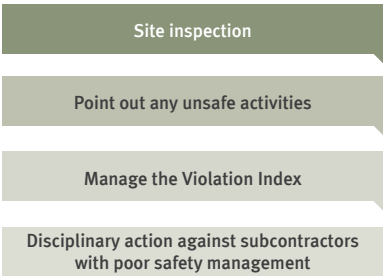 Site inspection
Point out any unsafe activities
Manage the Violation Index
Disciplinary action against subcontractors
with poor safety management